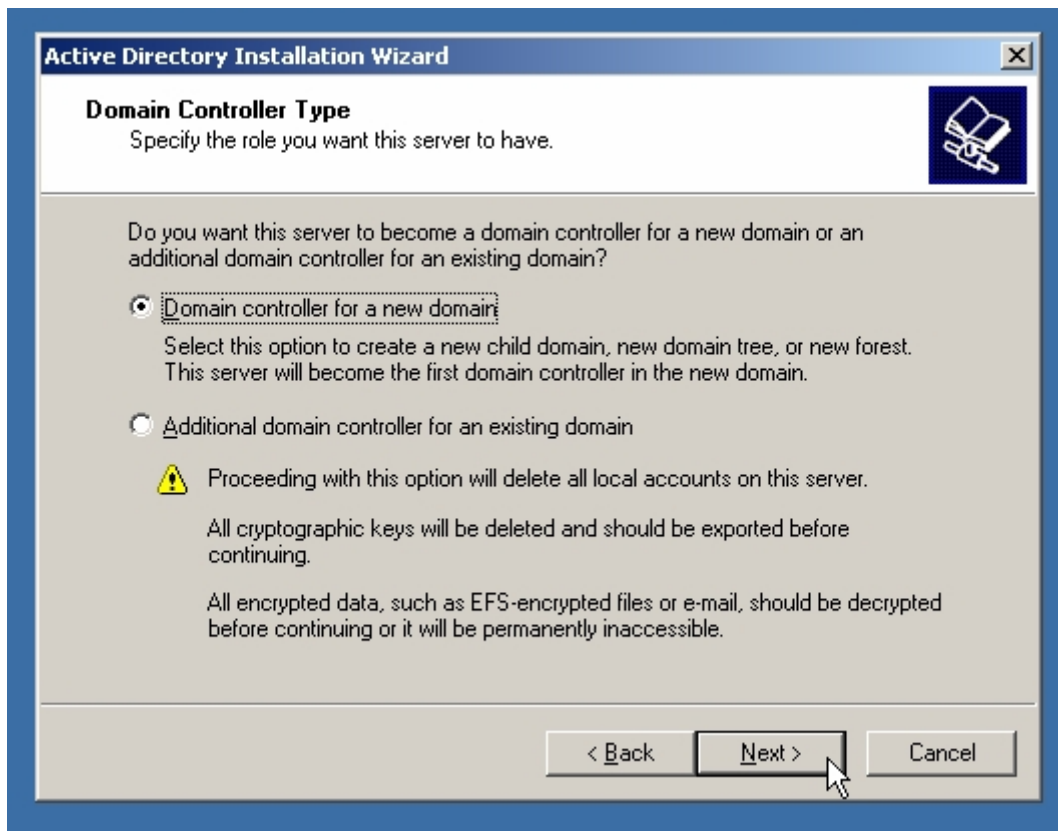 Active Directory Installation Wizard
Domain Controller Type
Specify the role you want this server to have.
Do you want this server to become a domain controller for a new domain or an
additional domain controller for an existing domain?
Domain controller for a new domain
Select this option to create a new child domain, new domain tree, or new forest.
This server will become the first domain controller in the new domain.
Additional domain controller for an existing domain
Proceeding with this option will delete all local accounts on this server.
All cryptographic keys will be deleted and should be exported before
continuing.
All encrypted data, such as EFS-encrypted files or e-mail, should be decrypted
before continuing or it will be permanently inaccessible.
< Back Next > Cancel